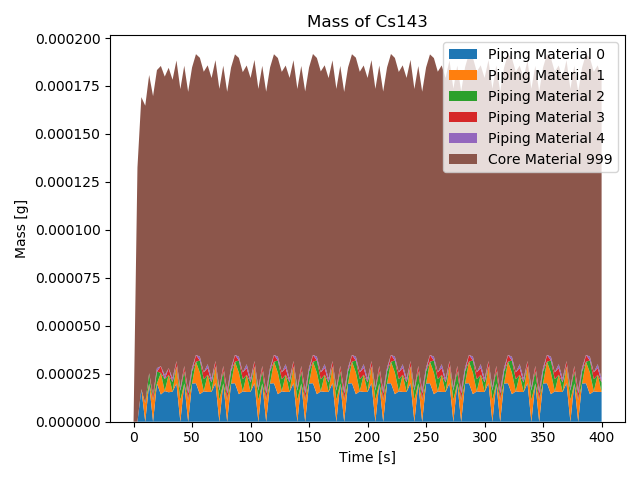 Mass of Cs143
Mass [g]
0.000200
0.000175
0.000150
0.000125
0.000100
0.000075
0.000050
0.000025
0.000000
Piping Material 0
Piping Material 1
Piping Material 2
Piping Material 3
Piping Material 4
Core Material 999
0 50 100 150 200 250 300 350 400
Time [s]